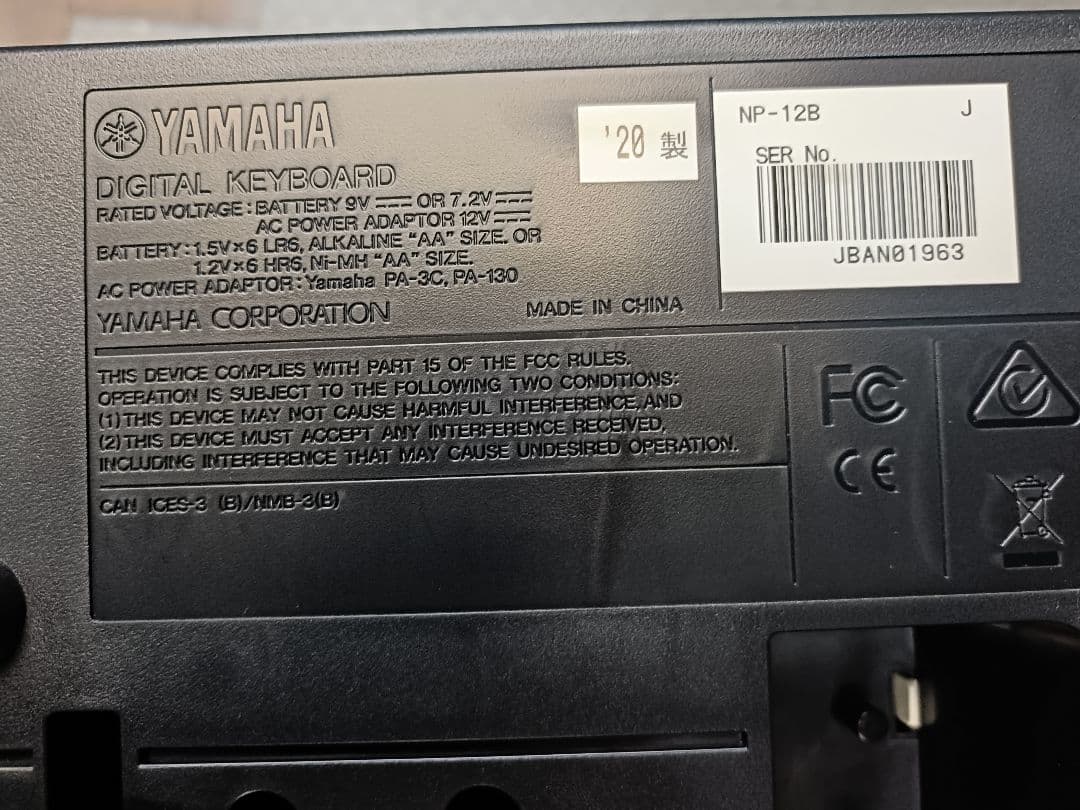 YAMAHA
DIGITAL KEYBOARD
RATED VOLTAGE : BATTERY 9V ⎓ OR 7.2V ⎓
AC POWER ADAPTOR 12V ⎓
BATTERY : 1.5V×6 LR6, ALKALINE “AA” SIZE. OR
1.2V×6 HR6, Ni-MH “AA” SIZE.
AC POWER ADAPTOR : Yamaha PA-3C, PA-130
YAMAHA CORPORATION
MADE IN CHINA
'20 製
NP-12B J
SER No.
JBAN01963
THIS DEVICE COMPLIES WITH PART 15 OF THE FCC RULES.
OPERATION IS SUBJECT TO THE FOLLOWING TWO CONDITIONS:
(1) THIS DEVICE MAY NOT CAUSE HARMFUL INTERFERENCE, AND
(2) THIS DEVICE MUST ACCEPT ANY INTERFERENCE RECEIVED,
INCLUDING INTERFERENCE THAT MAY CAUSE UNDESIRED OPERATION.
CAN ICES-3 (B)/NMB-3(B)
FC
CE